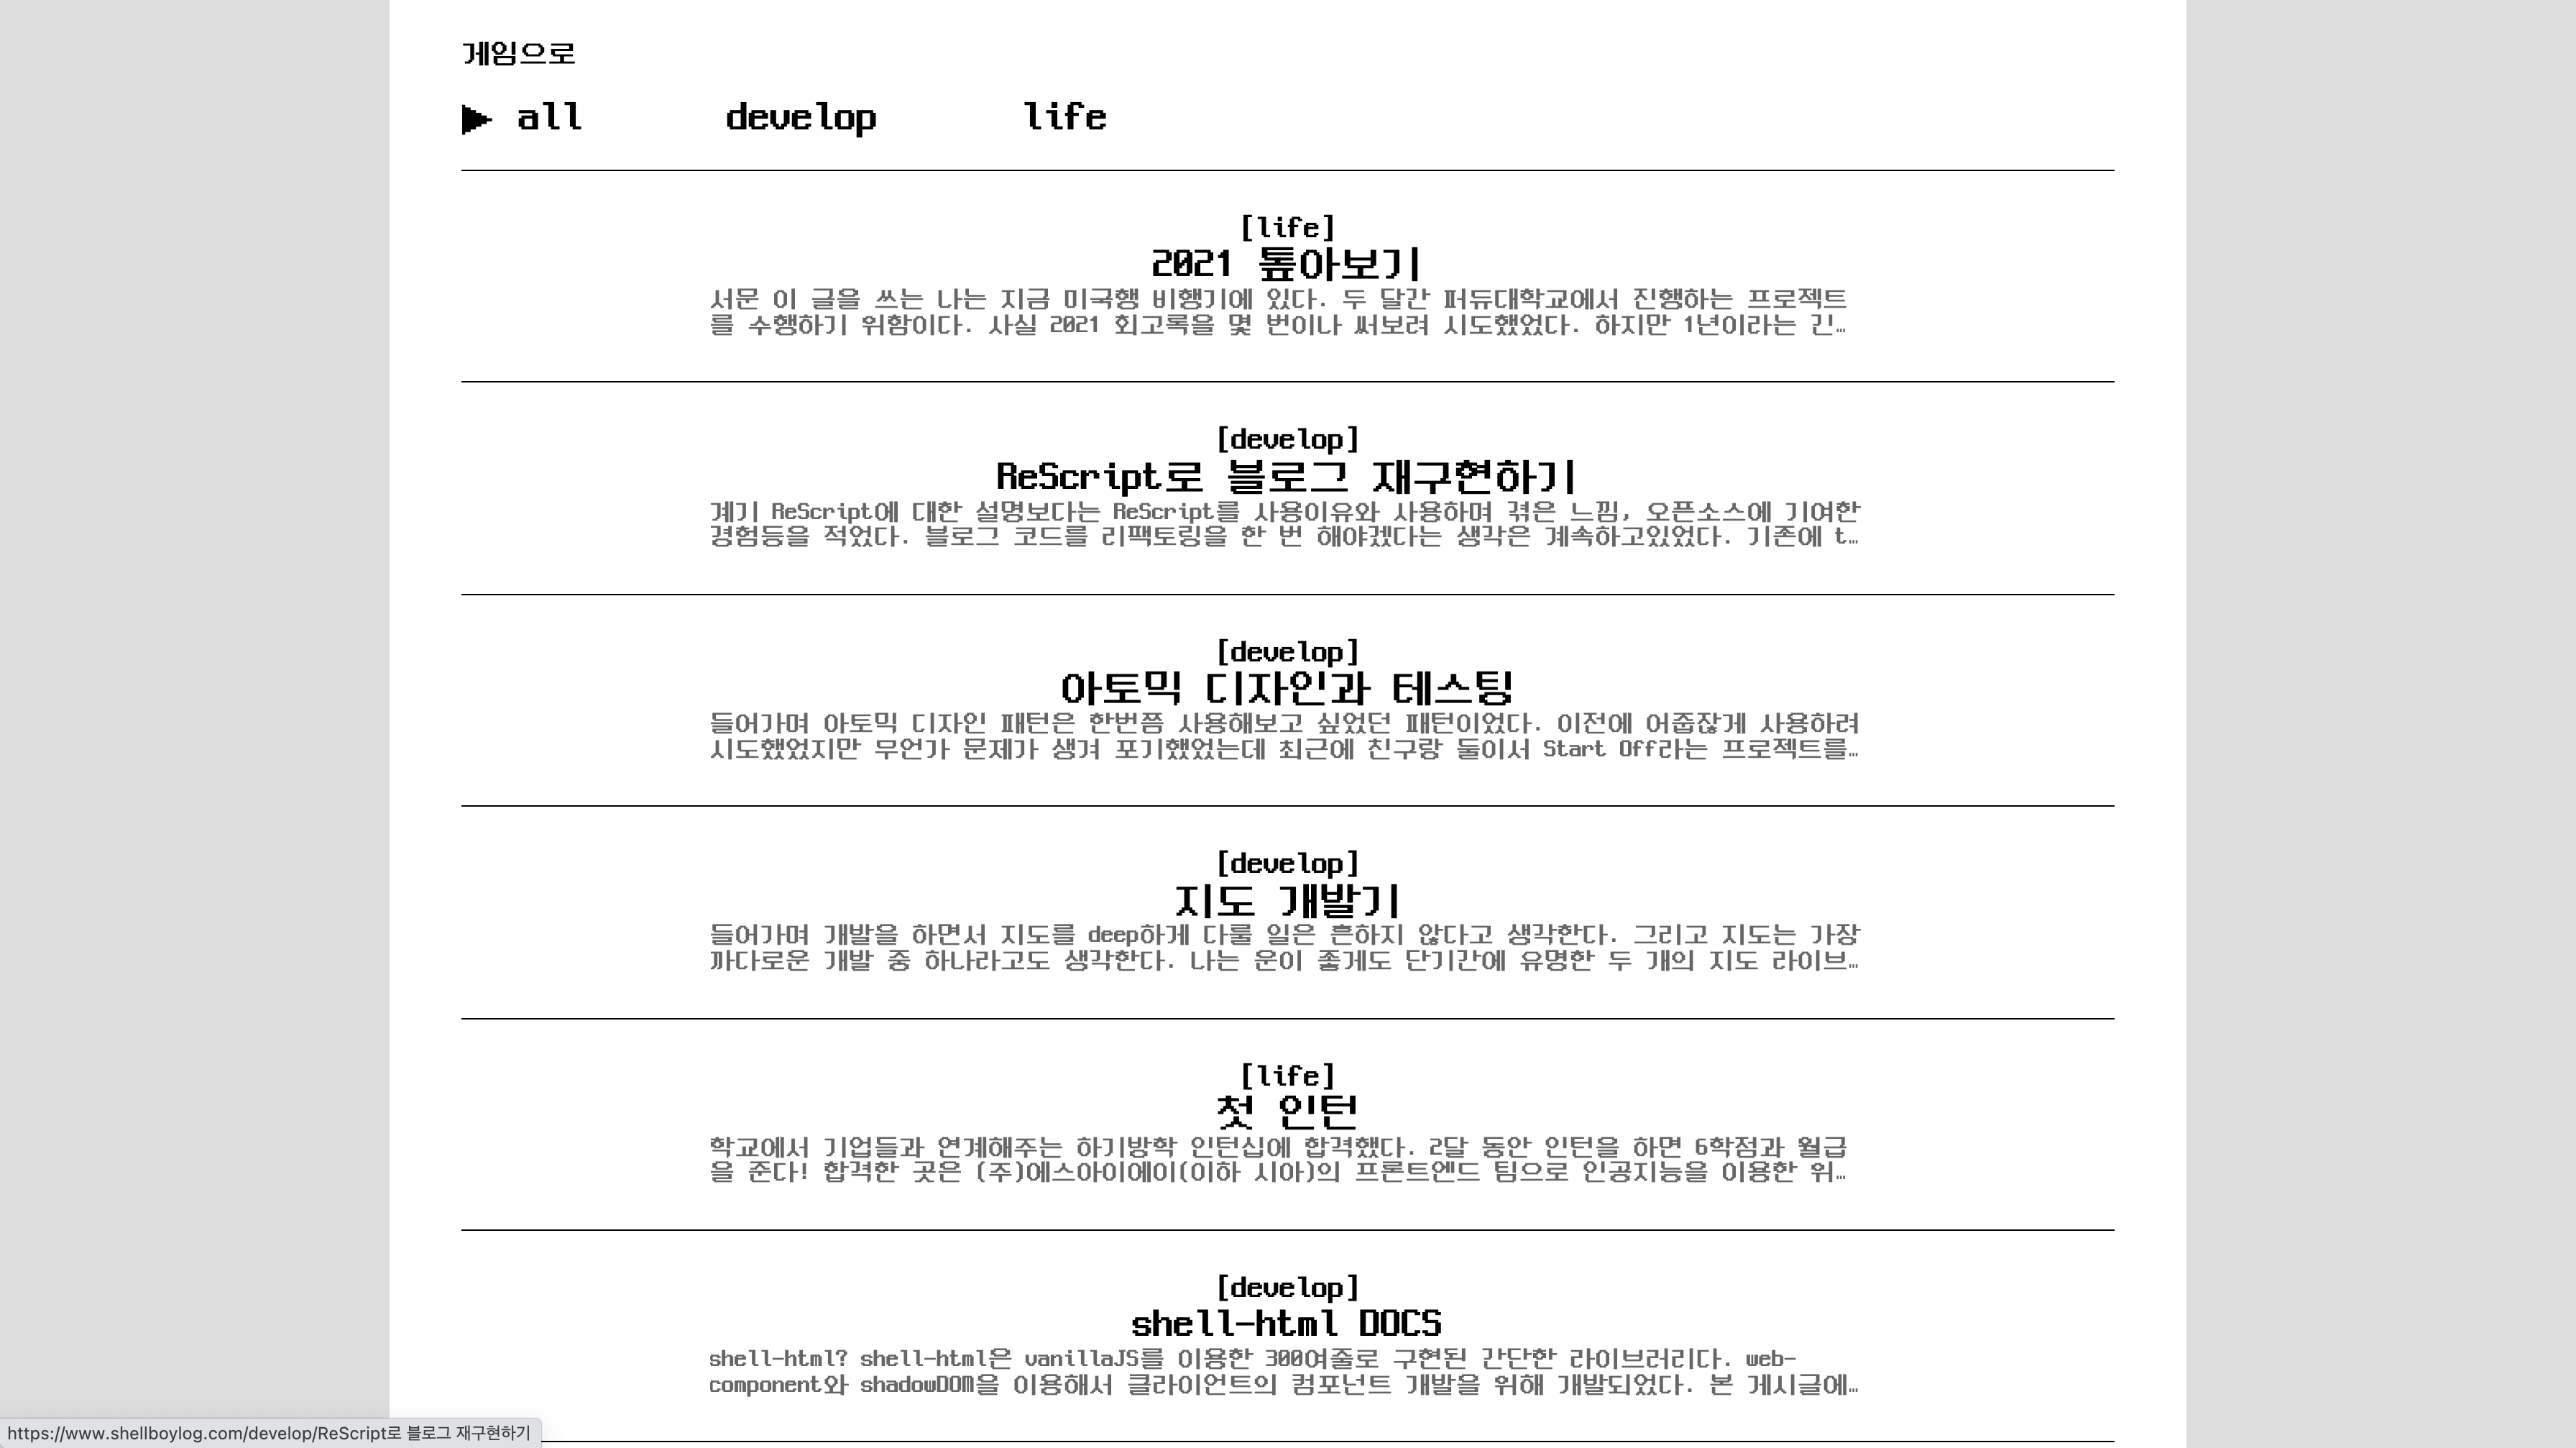 게임으로
▶ all develop life
[life]
2021 톺아보기
서문 이 글을 쓰는 나는 지금 미국행 비행기에 있다. 두 달간 퍼듀대학교에서 진행하는 프로젝트
를 수행하기 위함이다. 사실 2021 회고록을 몇 번이나 써보려 시도했었다. 하지만 1년이라는 긴…
[develop]
ReScript로 블로그 재구현하기
계기 ReScript에 대한 설명보다는 ReScript를 사용이유와 사용하며 겪은 느낌, 오픈소스에 기여한
경험등을 적었다. 블로그 코드를 리팩토링을 한 번 해야겠다는 생각은 계속하고있었다. 기존에 t…
[develop]
아토믹 디자인과 테스팅
들어가며 아토믹 디자인 패턴은 한번쯤 사용해보고 싶었던 패턴이었다. 이전에 어줍잖게 사용하려
시도했었지만 무언가 문제가 생겨 포기했었는데 최근에 친구랑 둘이서 Start Off라는 프로젝트를…
[develop]
지도 개발기
들어가며 개발을 하면서 지도를 deep하게 다룰 일은 흔하지 않다고 생각한다. 그리고 지도는 가장
까다로운 개발 중 하나라고도 생각한다. 나는 운이 좋게도 단기간에 유명한 두 개의 지도 라이브…
[life]
첫 인턴
학교에서 기업들과 연계해주는 하기방학 인턴십에 합격했다. 2달 동안 인턴을 하면 6학점과 월급
을 준다! 합격한 곳은 (주)에스아이에이(이하 시아)의 프론트엔드 팀으로 인공지능을 이용한 위…
[develop]
shell-html DOCS
shell-html? shell-html은 vanillaJS를 이용한 300여줄로 구현된 간단한 라이브러리다. web-
component와 shadowDOM을 이용해서 클라이언트의 컴포넌트 개발을 위해 개발되었다. 본 게시글에…
https://www.shellboylog.com/develop/ReScript로 블로그 재구현하기